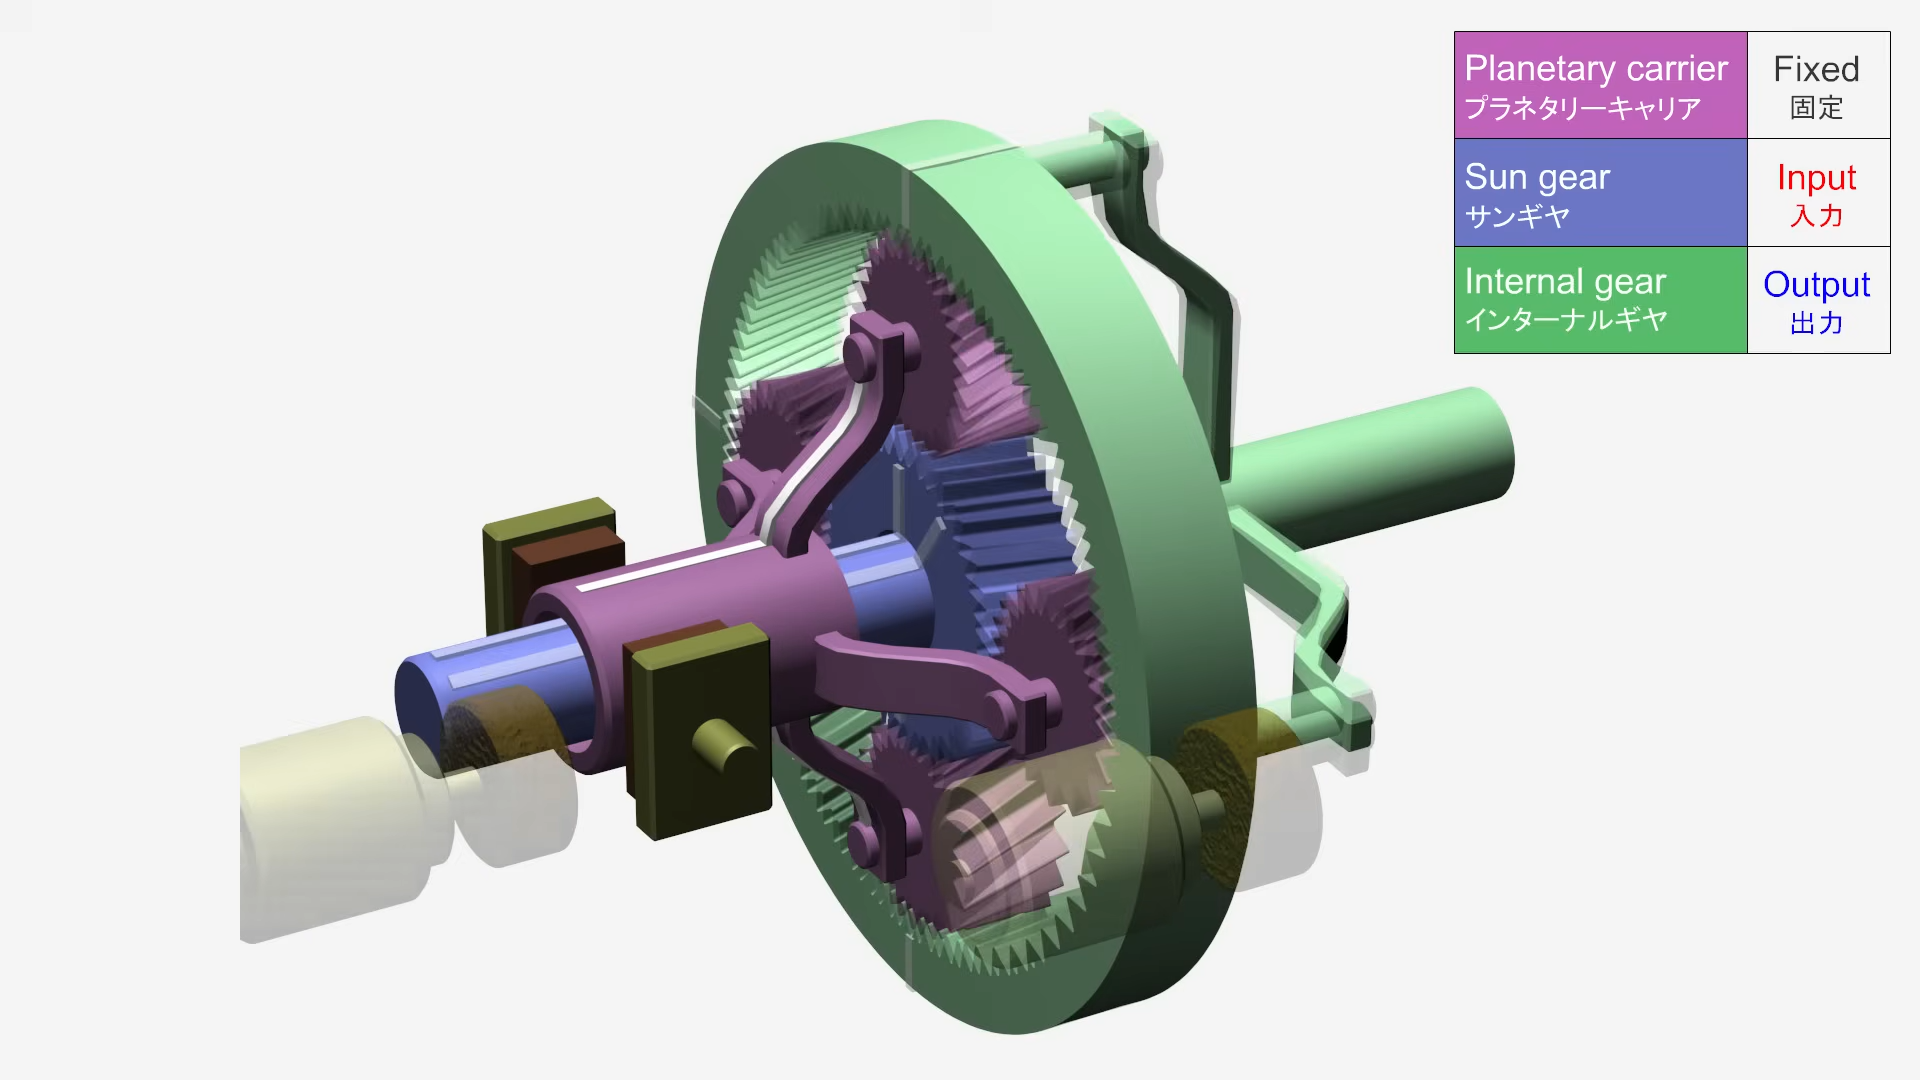 Planetary carrier
プラネタリーキャリア
Fixed
固定
Sun gear
サンギヤ
Input
入力
Internal gear
インターナルギヤ
Output
出力